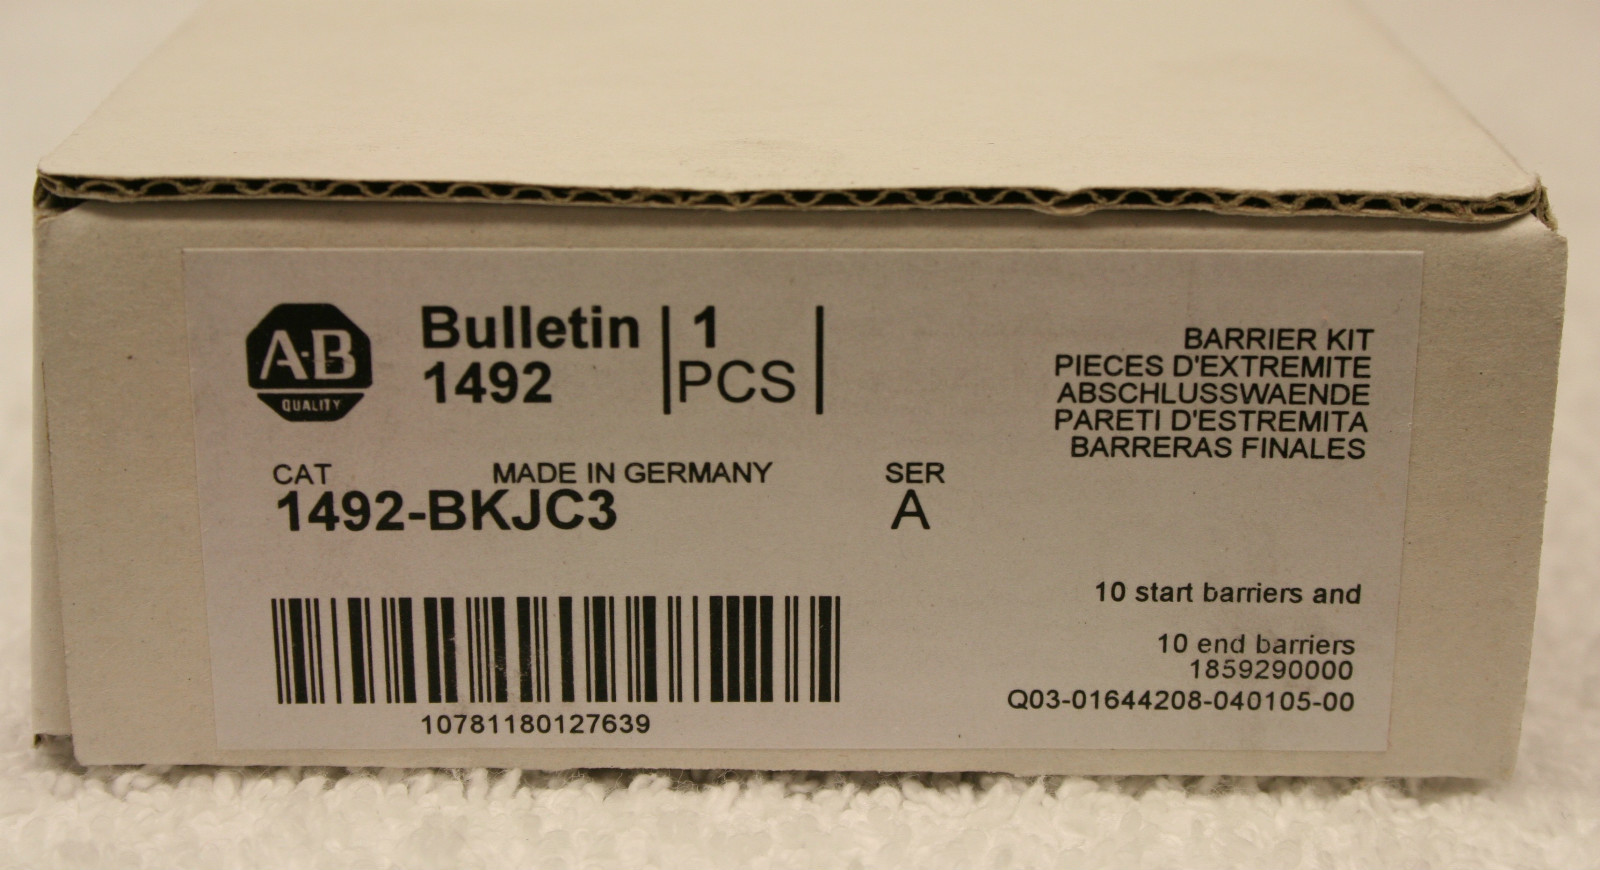 A-B
QUALITY
Bulletin
1492
1
PCS
BARRIER KIT
PIECES D'EXTREMITE
ABSCHLUSSWAENDE
PARETI D'ESTREMITA
BARRERAS FINALES
CAT MADE IN GERMANY SER
1492-BKJC3 A
10 start barriers and
10 end barriers
1859290000
Q03-01644208-040105-00
10781180127639